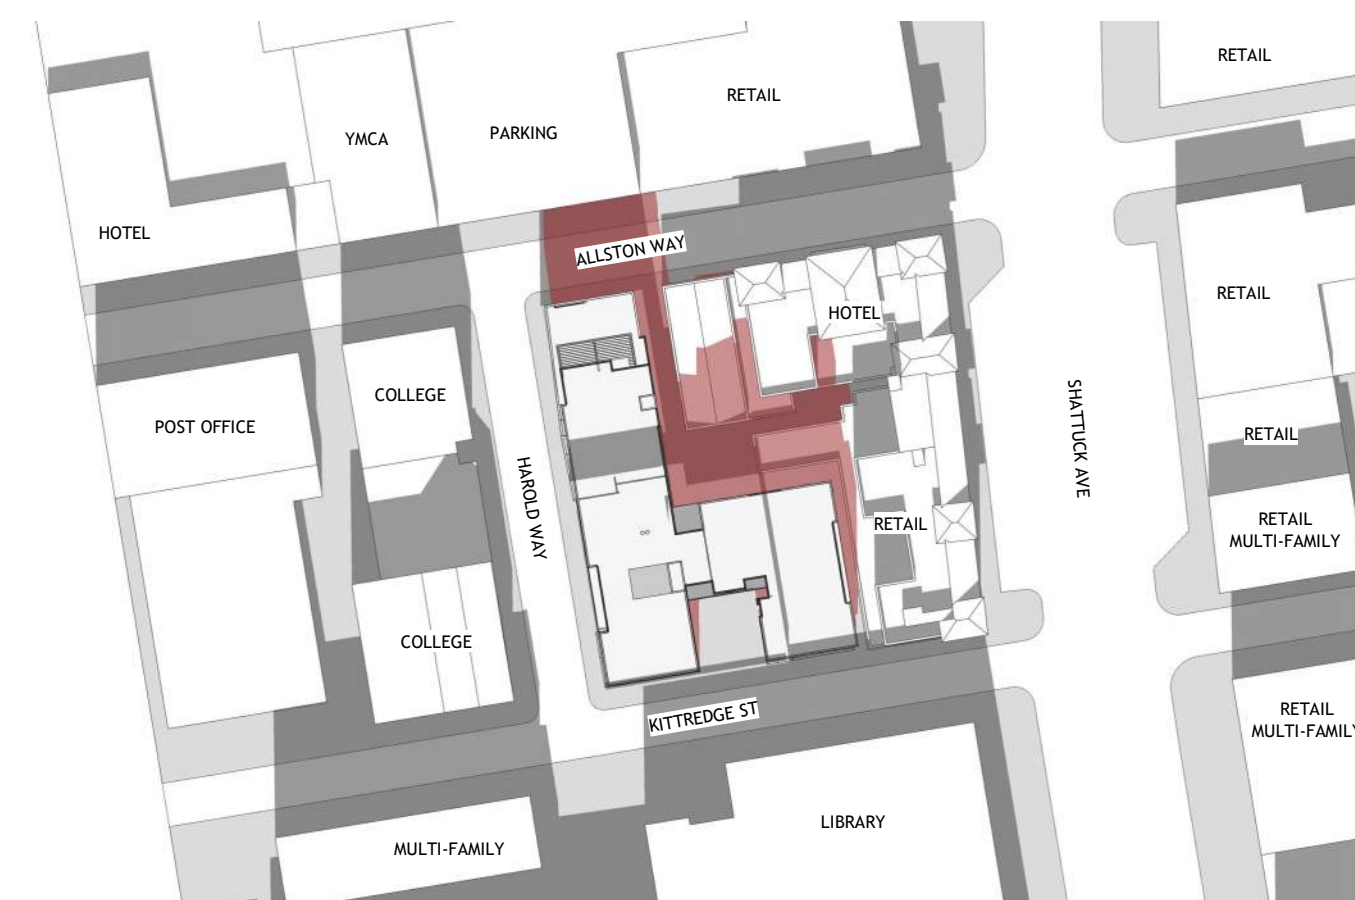 RETAIL
RETAIL
YMCA
PARKING
HOTEL
ALLSTON WAY
HOTEL
RETAIL
COLLEGE
POST OFFICE
SHATTUCK AVE
RETAIL
HAROLD WAY
RETAIL
RETAIL
MULTI-FAMILY
COLLEGE
KITTREDGE ST
RETAIL
MULTI-FAMILY
LIBRARY
MULTI-FAMILY